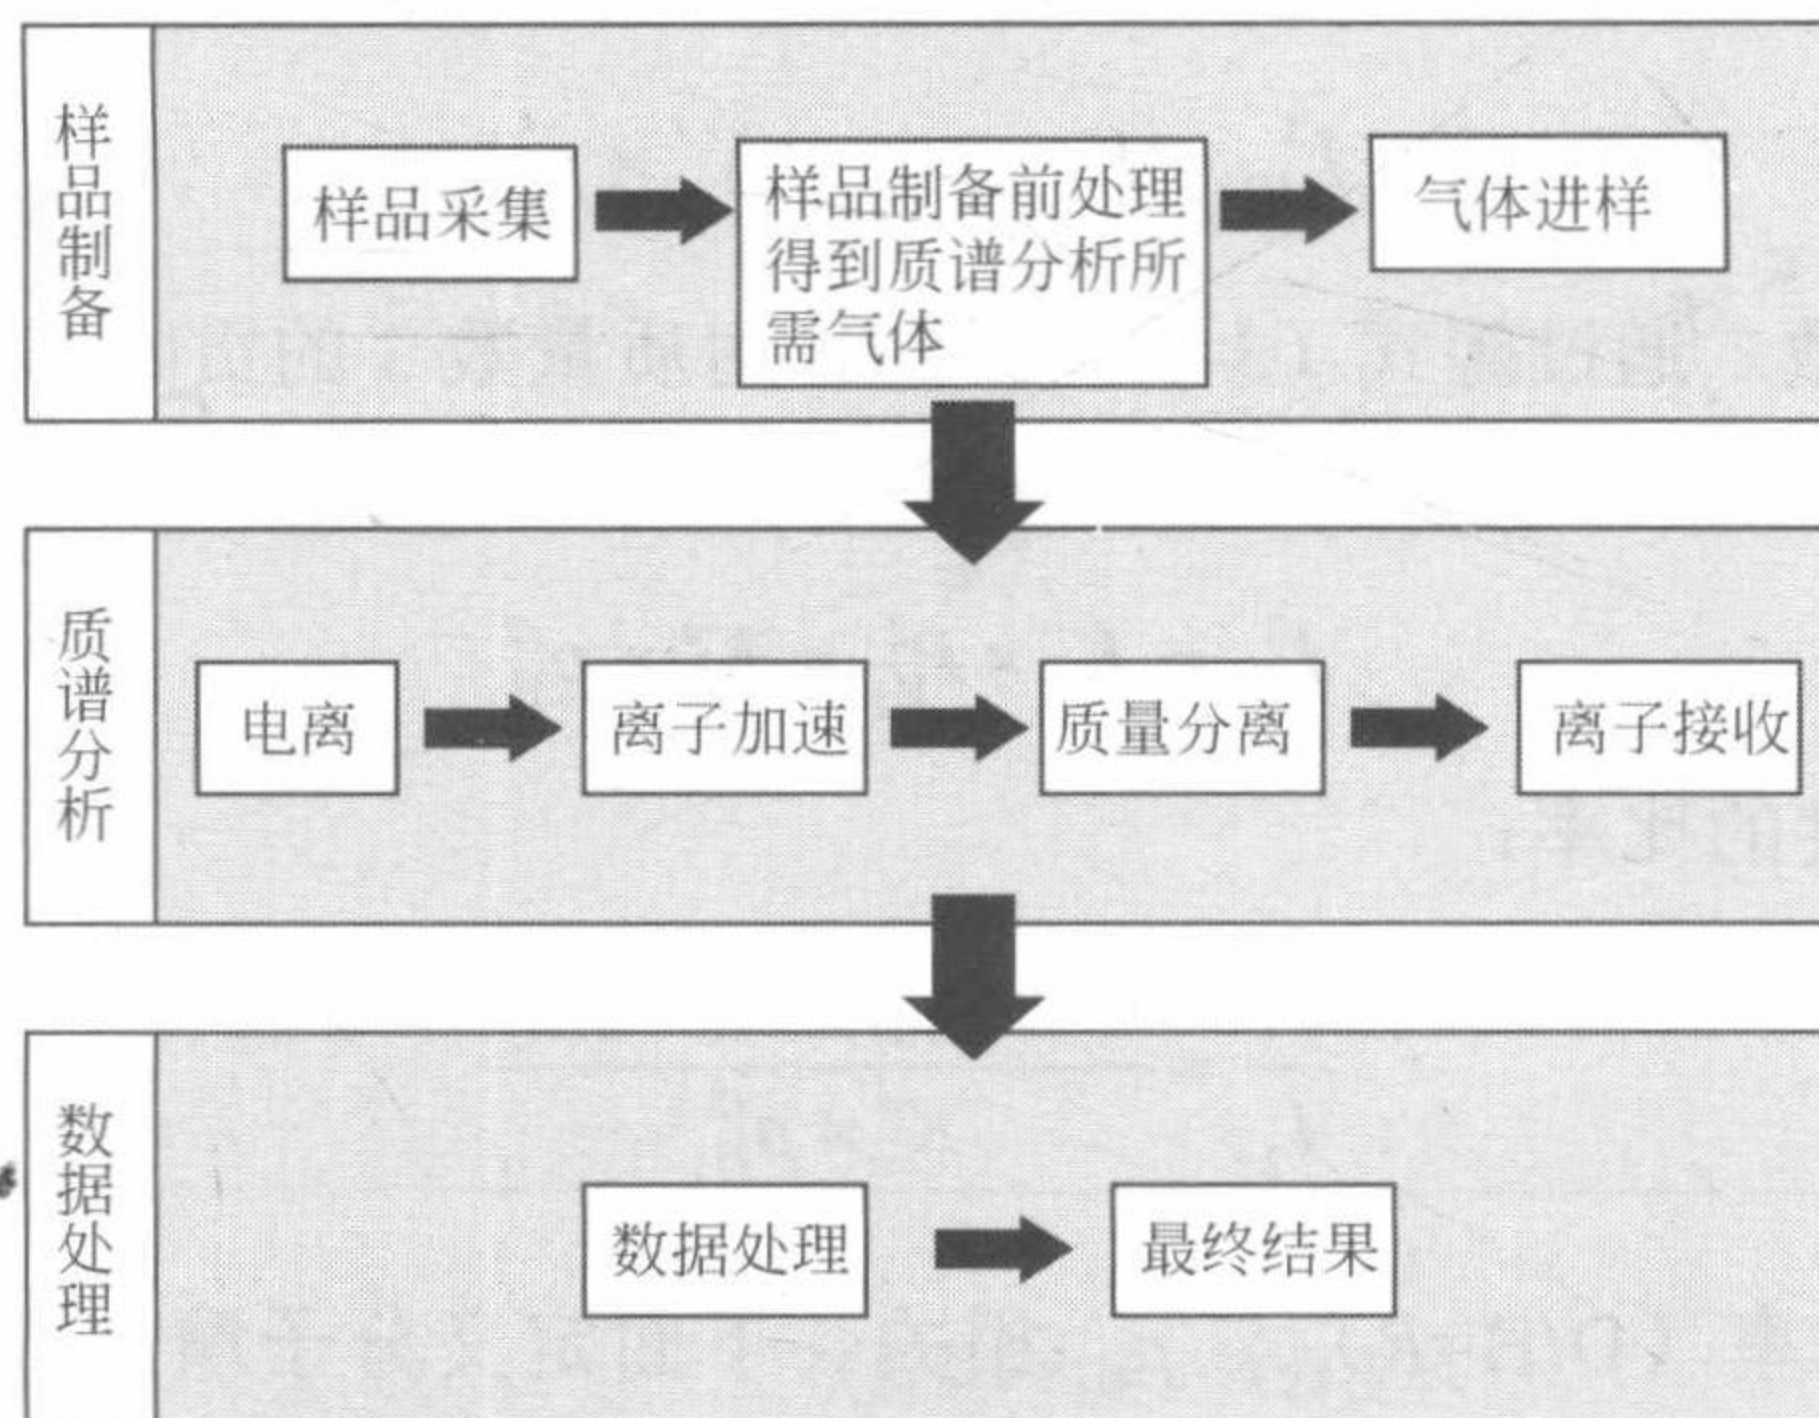 样品制备
样品采集
样品制备前处理
得到质谱分析所
需气体
气体进样
质谱分析
电离
离子加速
质量分离
离子接收
数据处理
数据处理
最终结果